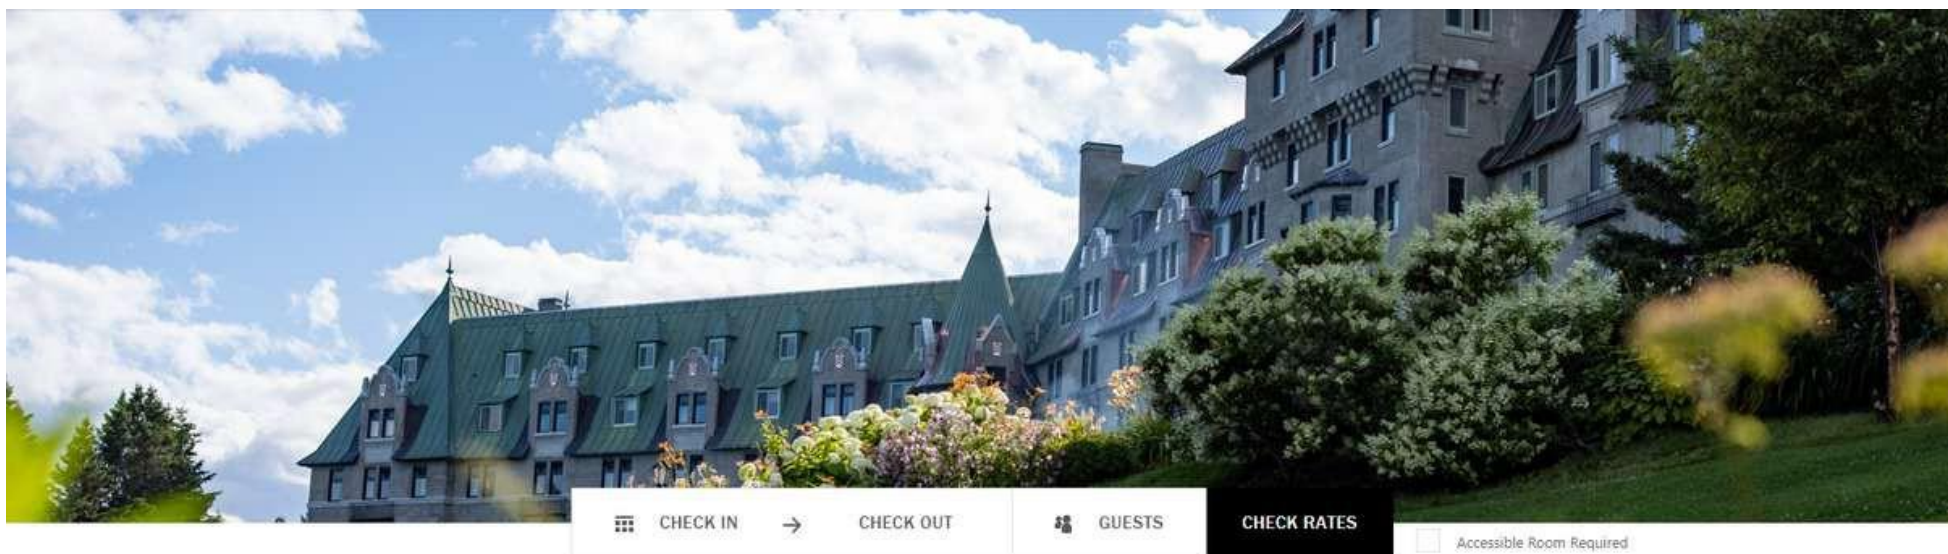 CHECK IN
CHECK OUT
GUESTS
CHECK RATES
Accessible Room Required